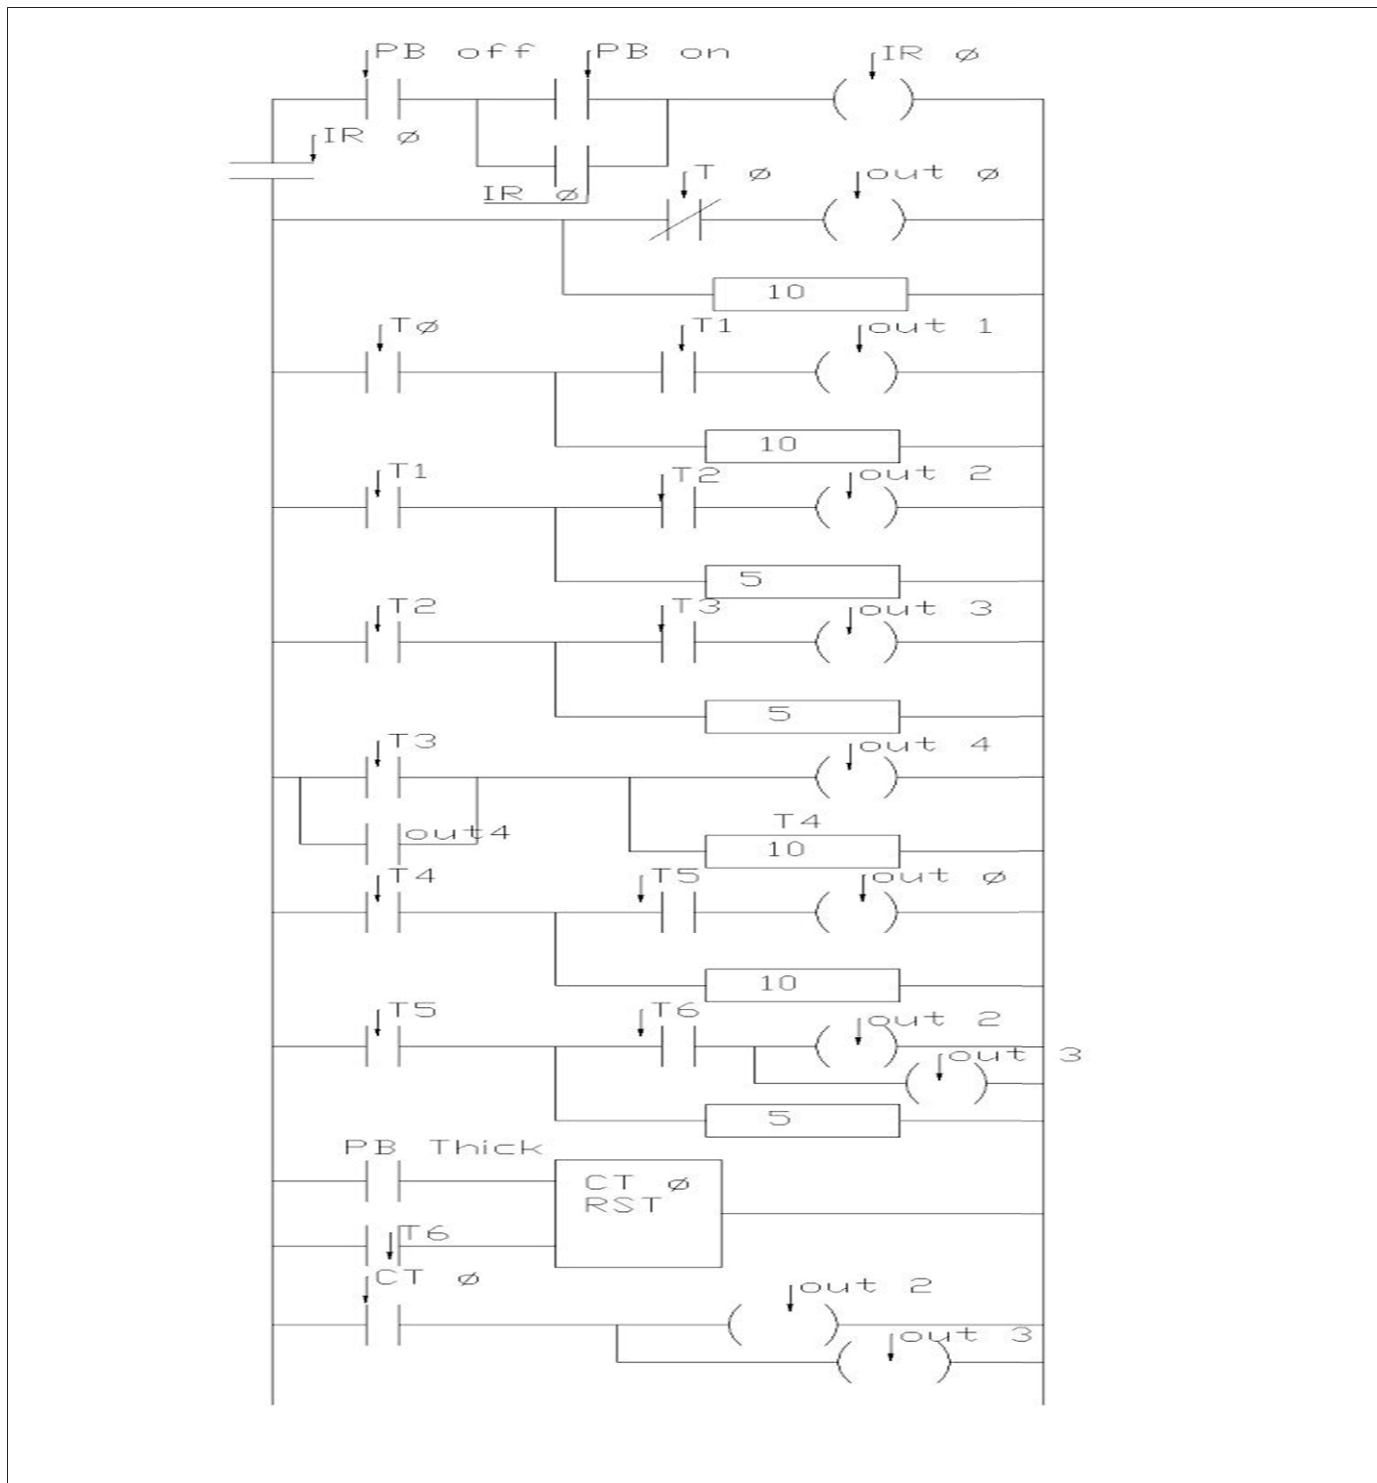 PB off PB on IR ø
IR ø
IR ø
T ø out ø
10
Tø T1 out 1
10
T1 T2 out 2
5
T2 T3 out 3
5
T3 out 4
out4
T4
10
T4 T5 out ø
10
T5 T6 out 2
out 3
5
PB Thick
CT ø
RST
T6
CT ø out 2
out 3